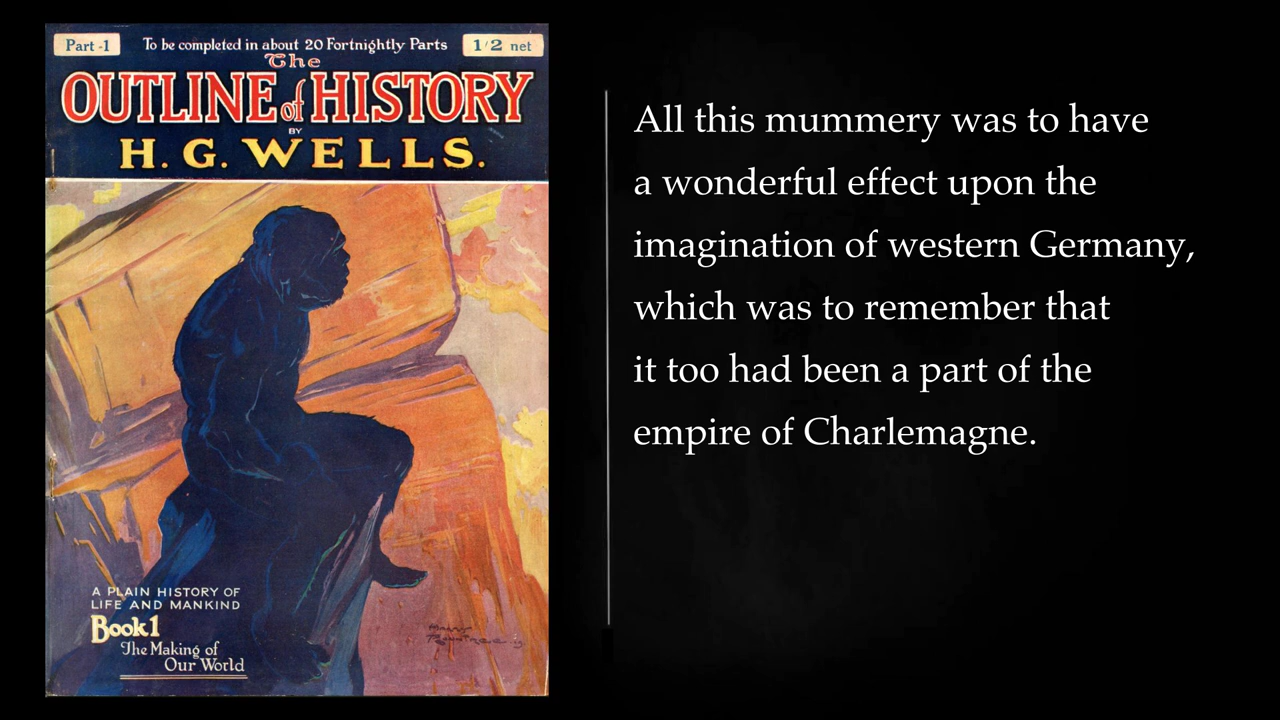 Part -1
To be completed in about 20 Fortnightly Parts
1/2 net
The
OUTLINE of HISTORY
BY
H. G. WELLS.
A PLAIN HISTORY OF
LIFE AND MANKIND
Book 1
The Making of
Our World
All this mummery was to have
a wonderful effect upon the
imagination of western Germany,
which was to remember that
it too had been a part of the
empire of Charlemagne.